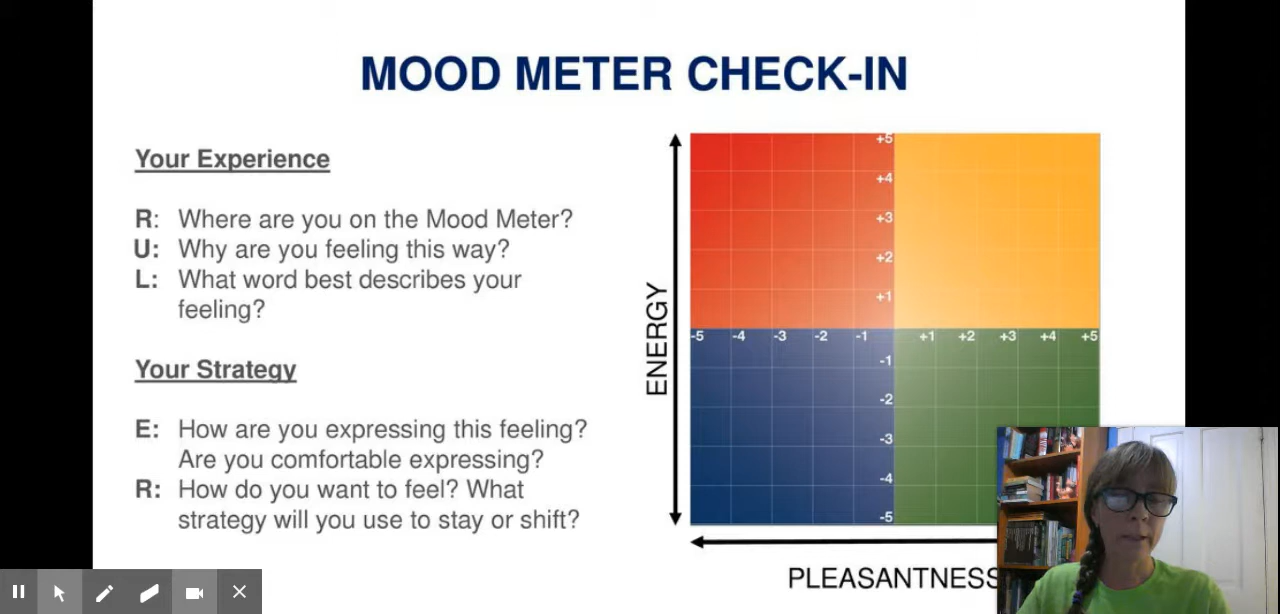 MOOD METER CHECK-IN
Your Experience
R: Where are you on the Mood Meter?
U: Why are you feeling this way?
L: What word best describes your
feeling?
Your Strategy
E: How are you expressing this feeling?
Are you comfortable expressing?
R: How do you want to feel? What
strategy will you use to stay or shift?
ENERGY
+5
+4
+3
+2
+1
-5 -4 -3 -2 -1 +1 +2 +3 +4 +5
-1
-2
-3
-4
-5
PLEASANTNESS